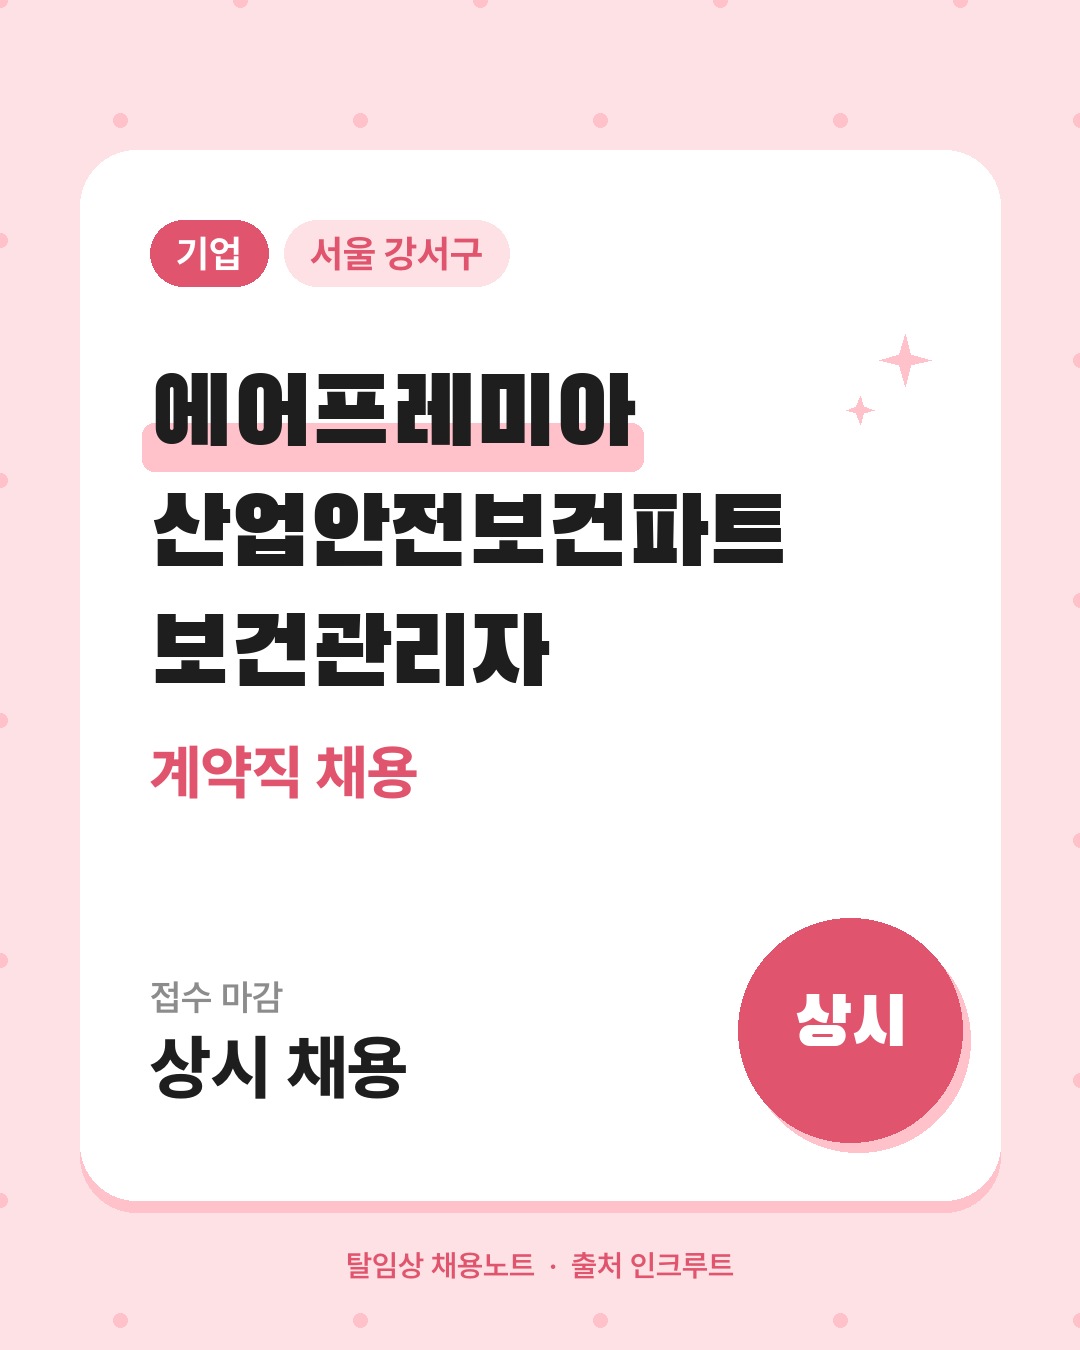 기업 서울 강서구
에어프레미아
산업안전보건파트
보건관리자
계약직 채용
접수 마감
상시 채용
상시
탈임상 채용노트 · 출처 인크루트